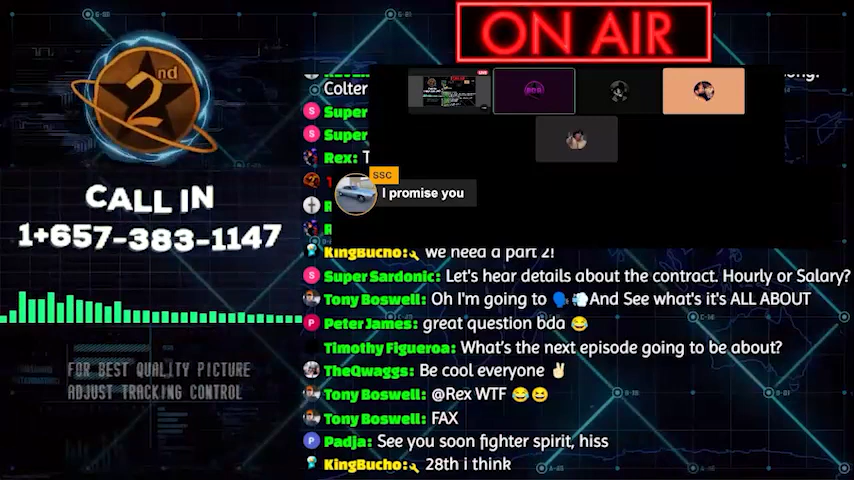 ON AIR
2nd
CALL IN
1+657-383-1147
FOR BEST QUALITY PICTURE
ADJUST TRACKING CONTROL
Colter
Super
Super
Rex: T
SSC
I promise you
KingBucho: we need a part 2!
Super Sardonic: Let's hear details about the contract. Hourly or Salary?
Tony Boswell: Oh I'm going to 🗣️💨And See what's it's ALL ABOUT
Peter James: great question bda 😂
Timothy Figueroa: What's the next episode going to be about?
TheQwaggs: Be cool everyone ✌🏻
Tony Boswell: @Rex WTF 😂😆
Tony Boswell: FAX
Padja: See you soon fighter spirit, hiss
KingBucho: 28th i think